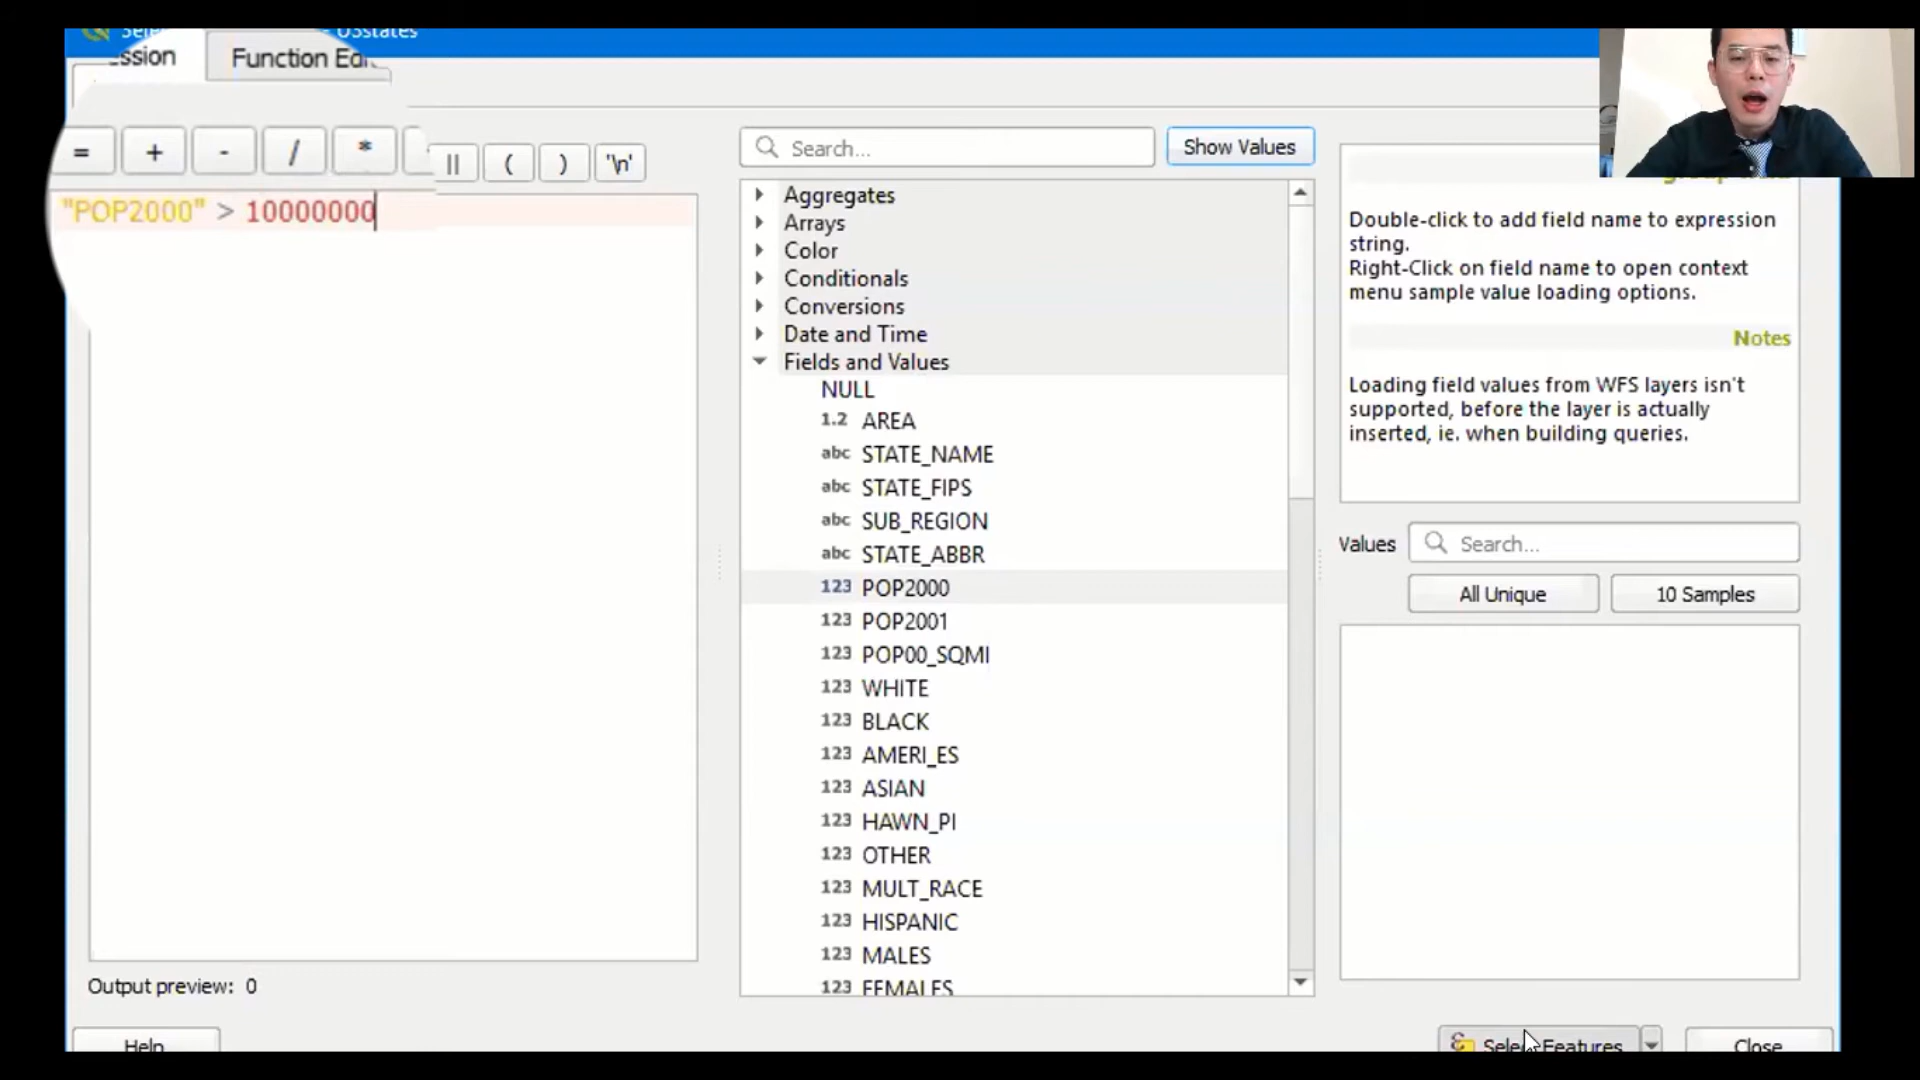 USstates
ession
Function Edi
= + - / *
|| ( ) '\n'
"POP2000" > 10000000
Output preview: 0
Help
Search...
Show Values
Aggregates
Arrays
Color
Conditionals
Conversions
Date and Time
Fields and Values
NULL
1.2 AREA
abc STATE_NAME
abc STATE_FIPS
abc SUB_REGION
abc STATE_ABBR
123 POP2000
123 POP2001
123 POP00_SQMI
123 WHITE
123 BLACK
123 AMERI_ES
123 ASIAN
123 HAWN_PI
123 OTHER
123 MULT_RACE
123 HISPANIC
123 MALES
123 FEMALES
Double-click to add field name to expression
string.
Right-Click on field name to open context
menu sample value loading options.
Notes
Loading field values from WFS layers isn't
supported, before the layer is actually
inserted, ie. when building queries.
Values
Search...
All Unique
10 Samples
Select Features
Close